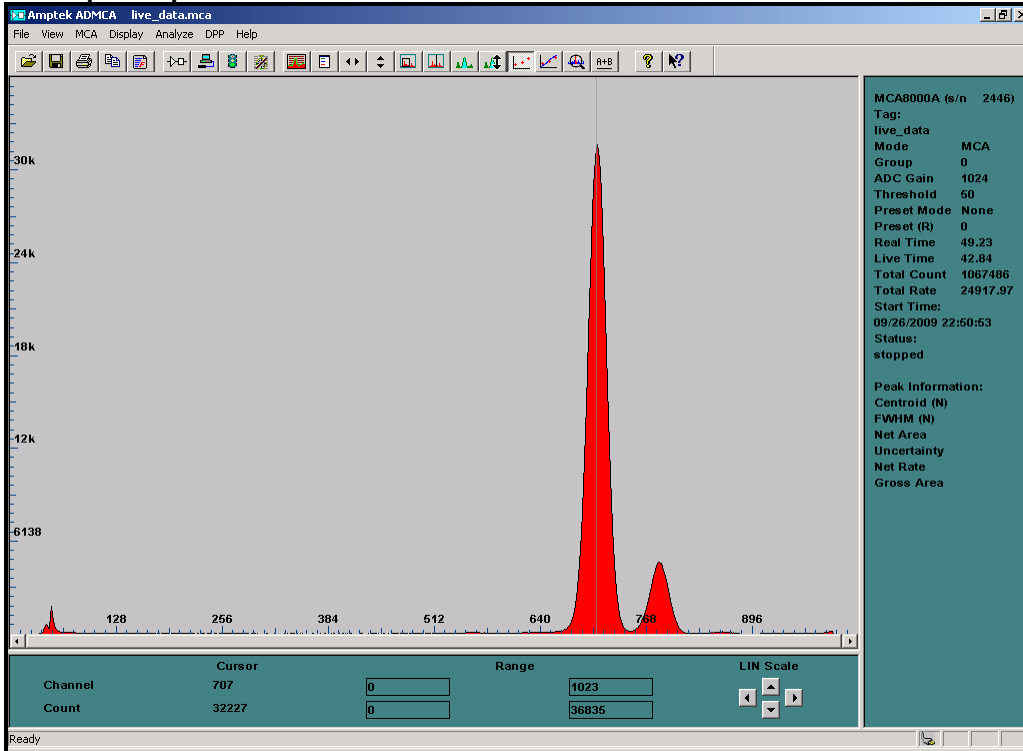 Amptek ADMCA live_data.mca
File View MCA Display Analyze DPP Help
A+B
30k
24k
18k
12k
6138
128 256 384 512 640 768 896
MCA8000A (s/n 2446)
Tag:
live_data
Mode MCA
Group 0
ADC Gain 1024
Threshold 50
Preset Mode None
Preset (R) 0
Real Time 49.23
Live Time 42.84
Total Count 1067486
Total Rate 24917.97
Start Time:
09/26/2009 22:50:53
Status:
stopped
Peak Information:
Centroid (N)
FWHM (N)
Net Area
Uncertainty
Net Rate
Gross Area
Cursor Range LIN Scale
Channel 707 0 1023
Count 32227 0 36835
Ready